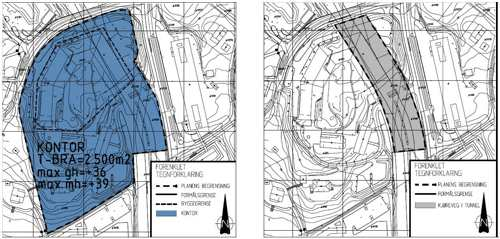 KONTOR
T-BRA=2.500m2
max gh=+36
max mh=+39
FORENKLET
TEGNFORKLARING
PLANENS BEGRENSNING
FORMÅLSGRENSE
BYGGEGRENSE
KONTOR
FORENKLET
TEGNFORKLARING
PLANENS BEGRENSNING
FORMÅLSGRENSE
KJØREVEG I TUNNEL